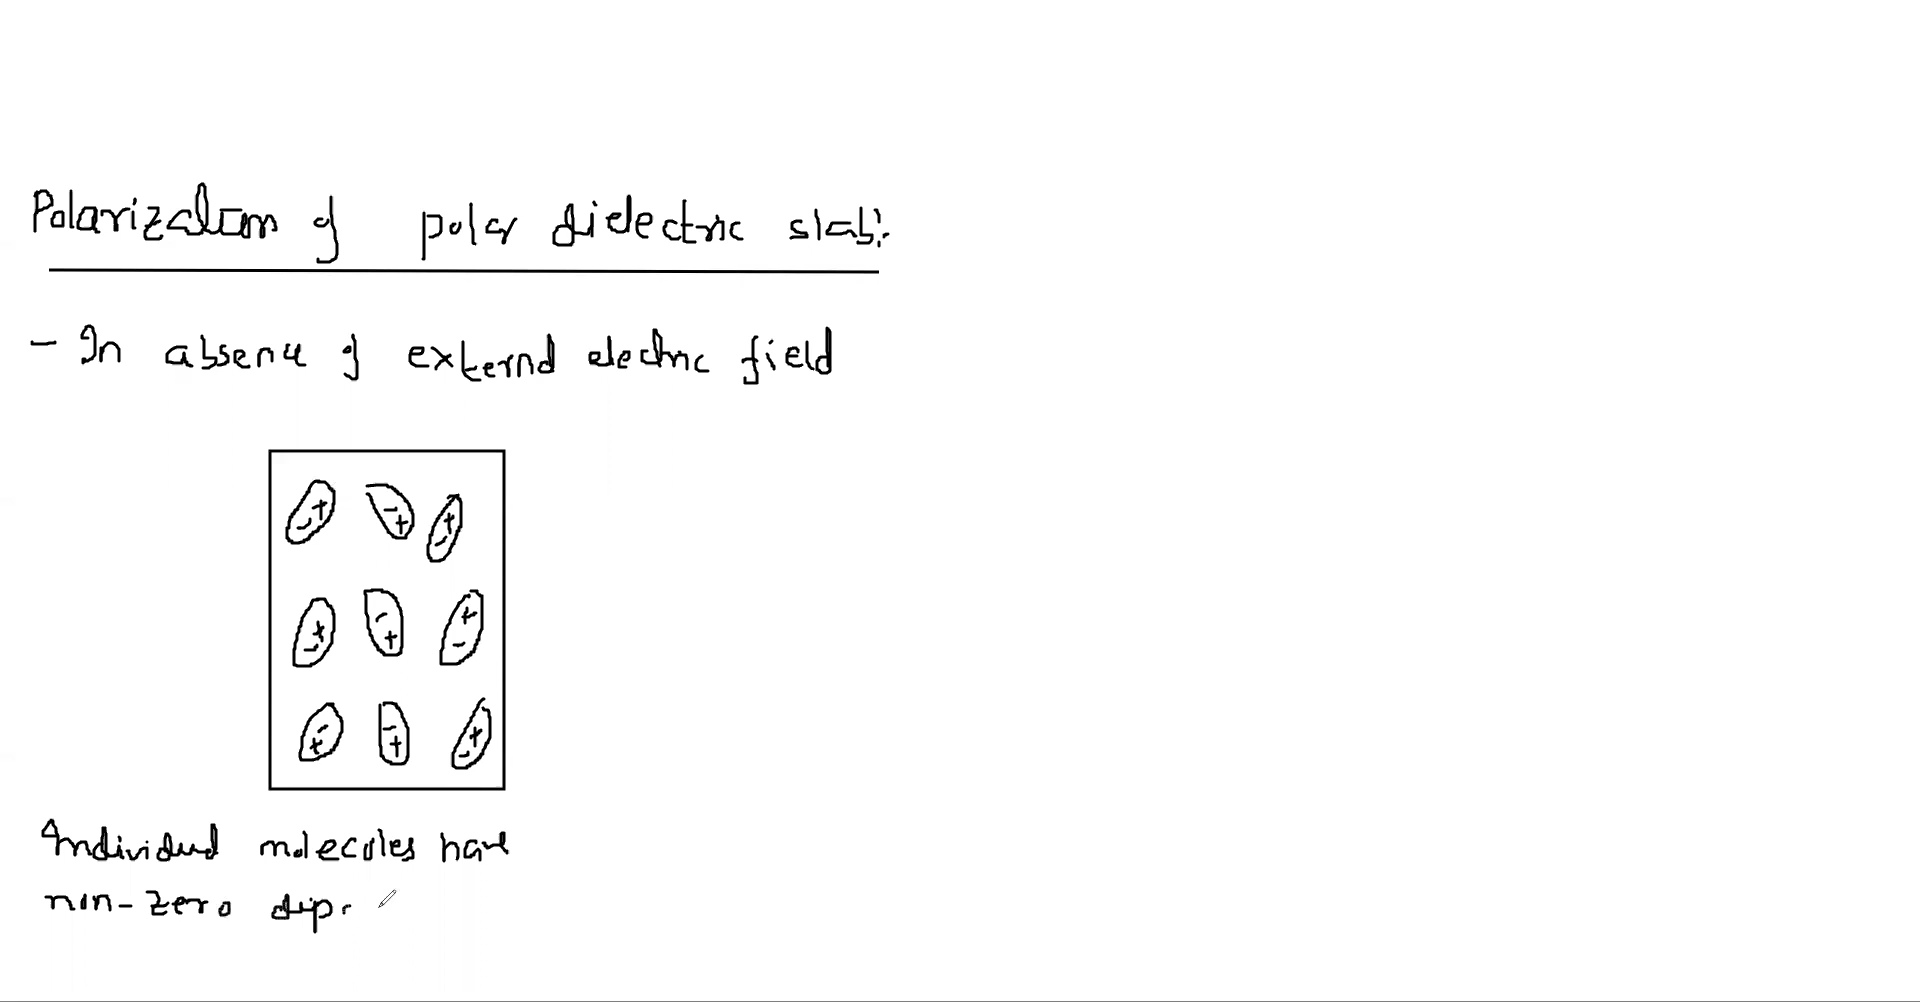 Polarization of polar dielectric slab:
- In absence of external electric field
Individual molecules have
non-zero dip.